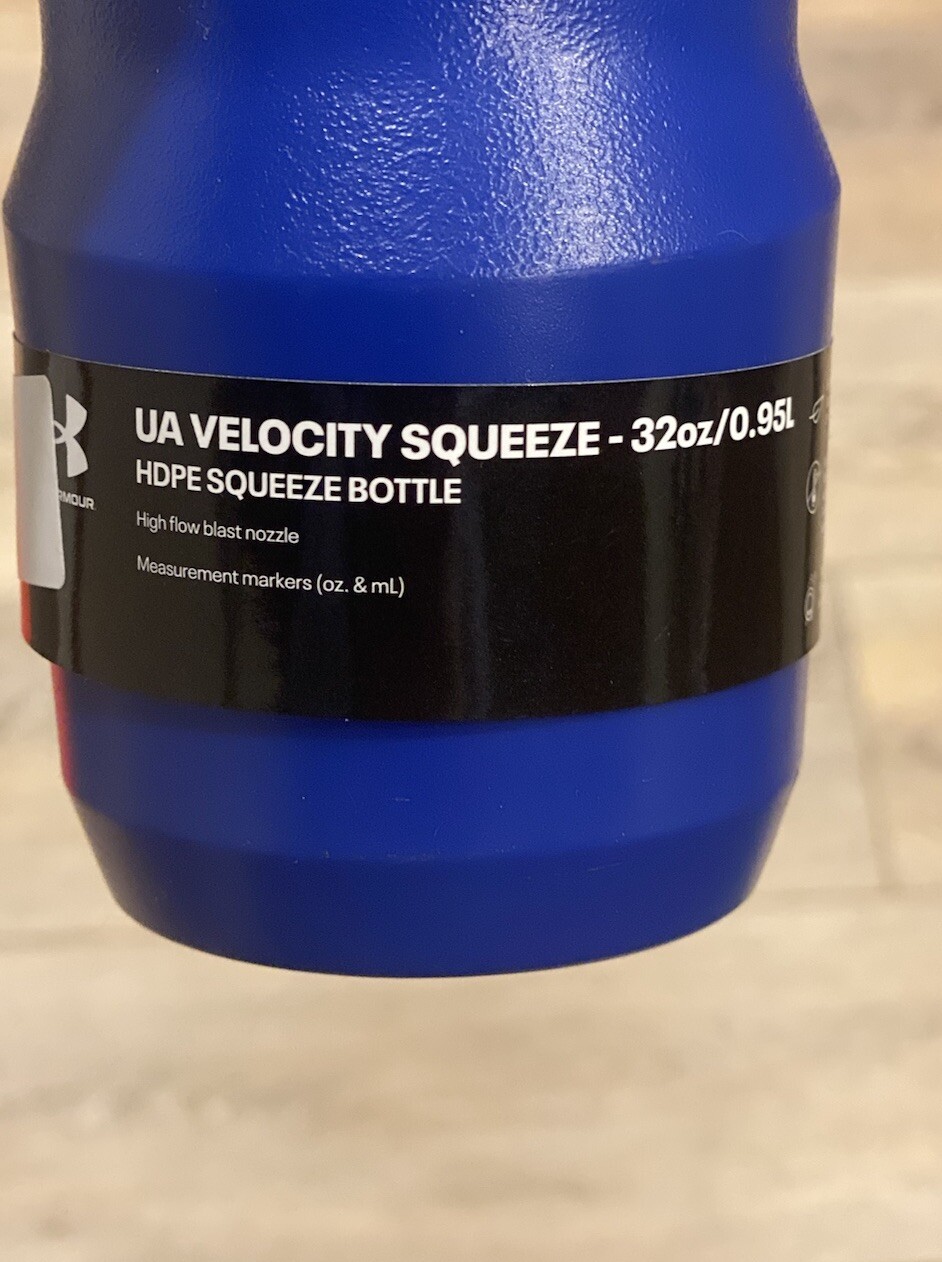 UA VELOCITY SQUEEZE - 32oz/0.95L
HDPE SQUEEZE BOTTLE
High flow blast nozzle
Measurement markers (oz. & mL)